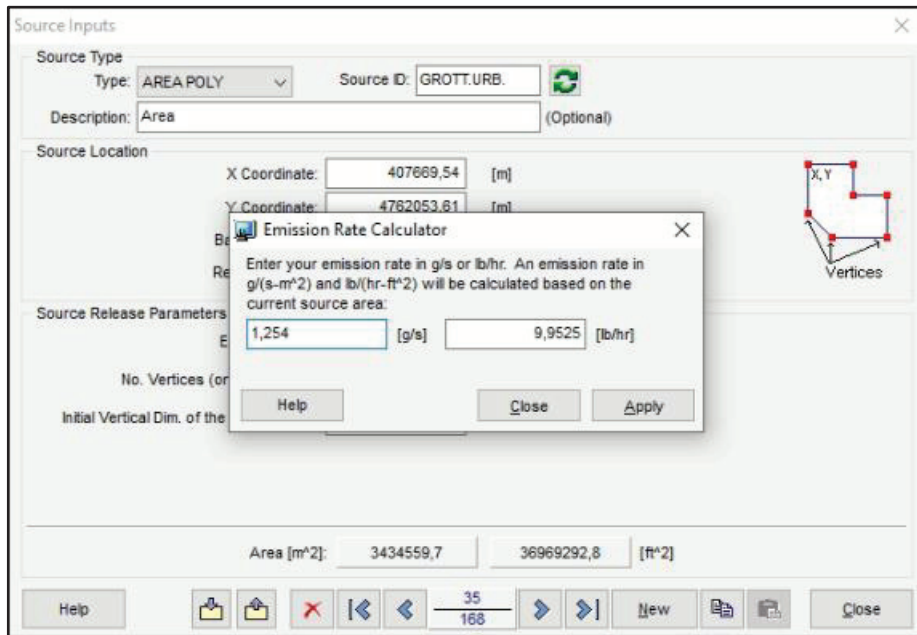 Source Inputs
Source Type
Type: AREA POLY Source ID: GROTT.URB.
Description: Area (Optional)
Source Location
X Coordinate: 407669,54 [m]
Y Coordinate: 4762053,61 [m]
X, Y
Vertices
Emission Rate Calculator
Enter your emission rate in g/s or lb/hr. An emission rate in
g/(s-m^2) and lb/(hr-ft^2) will be calculated based on the
current source area:
1,254 [g/s] 9,9525 [lb/hr]
Help Close Apply
Ba
Re
Source Release Parameters
E
No. Vertices (or
Initial Vertical Dim. of the
Area [m^2]: 3434559,7 36969292,8 [ft^2]
Help 35 168 New Close